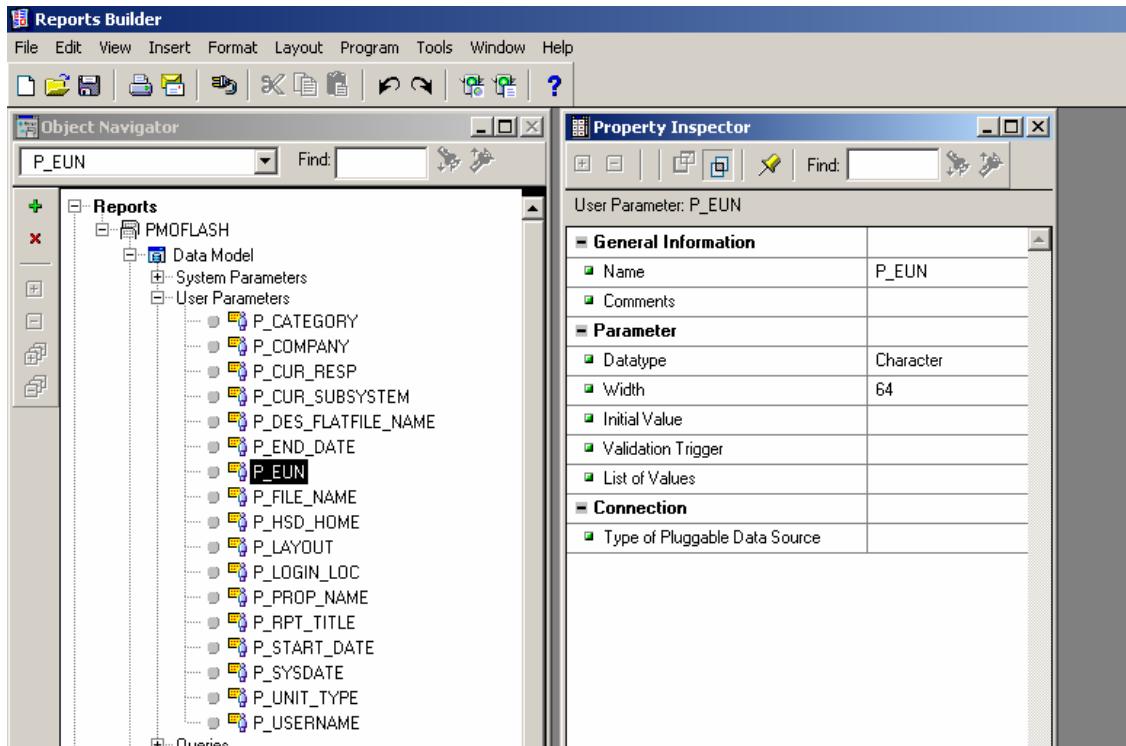 Reports Builder
File Edit View Insert Format Layout Program Tools Window Help
Object Navigator
P_EUN Find:
Reports
PMOFLASH
Data Model
System Parameters
User Parameters
P_CATEGORY
P_COMPANY
P_CUR_RESP
P_CUR_SUBSYSTEM
P_DES_FLATFILE_NAME
P_END_DATE
P_EUN
P_FILE_NAME
P_HSD_HOME
P_LAYOUT
P_LOGIN_LOC
P_PROP_NAME
P_RPT_TITLE
P_START_DATE
P_SYSDATE
P_UNIT_TYPE
P_USERNAME
Queries
Property Inspector
Find:
User Parameter: P_EUN
General Information
Name P_EUN
Comments
Parameter
Datatype Character
Width 64
Initial Value
Validation Trigger
List of Values
Connection
Type of Pluggable Data Source